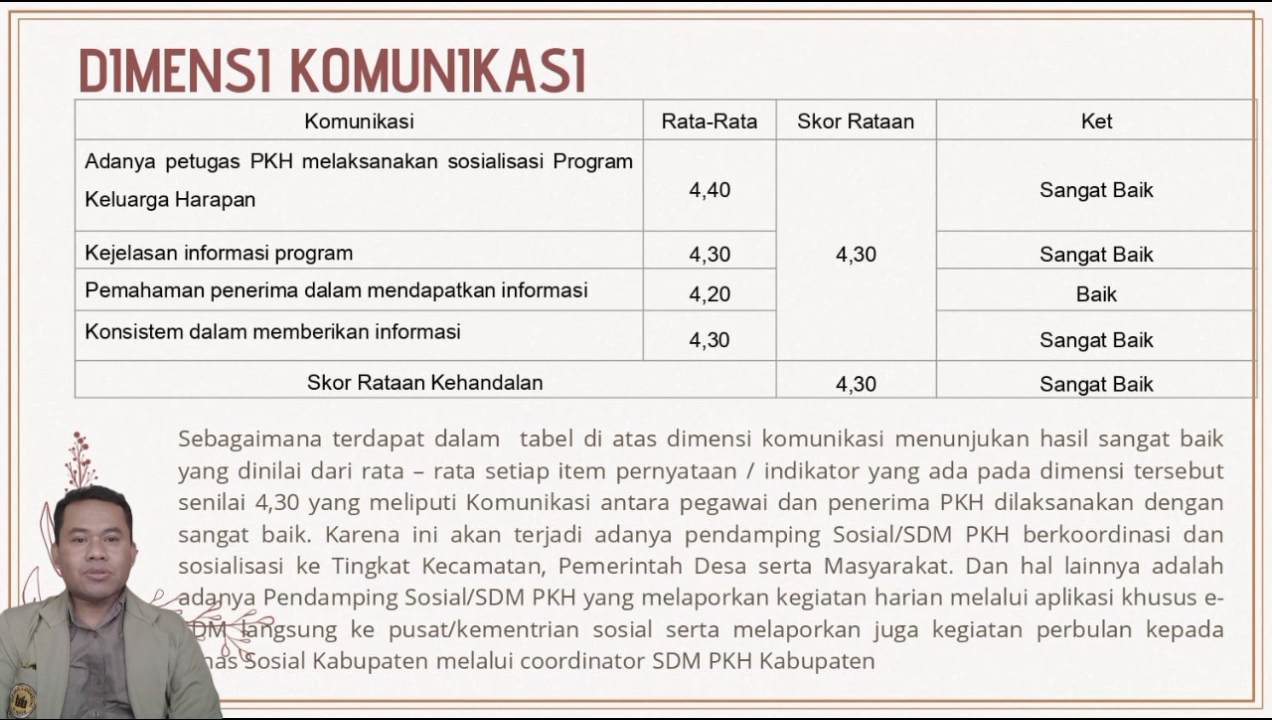 DIMENSI KOMUNIKASI
Komunikasi Rata-Rata Skor Rataan Ket
Adanya petugas PKH melaksanakan sosialisasi Program
Keluarga Harapan
4,40 Sangat Baik
Kejelasan informasi program 4,30 4,30 Sangat Baik
Pemahaman penerima dalam mendapatkan informasi 4,20 Baik
Konsistem dalam memberikan informasi 4,30 Sangat Baik
Skor Rataan Kehandalan 4,30 Sangat Baik
Sebagaimana terdapat dalam tabel di atas dimensi komunikasi menunjukan hasil sangat baik
yang dinilai dari rata – rata setiap item pernyataan / indikator yang ada pada dimensi tersebut
senilai 4,30 yang meliputi Komunikasi antara pegawai dan penerima PKH dilaksanakan dengan
sangat baik. Karena ini akan terjadi adanya pendamping Sosial/SDM PKH berkoordinasi dan
sosialisasi ke Tingkat Kecamatan, Pemerintah Desa serta Masyarakat. Dan hal lainnya adalah
adanya Pendamping Sosial/SDM PKH yang melaporkan kegiatan harian melalui aplikasi khusus e-
langsung ke pusat/kementrian sosial serta melaporkan juga kegiatan perbulan kepada
Sosial Kabupaten melalui coordinator SDM PKH Kabupaten